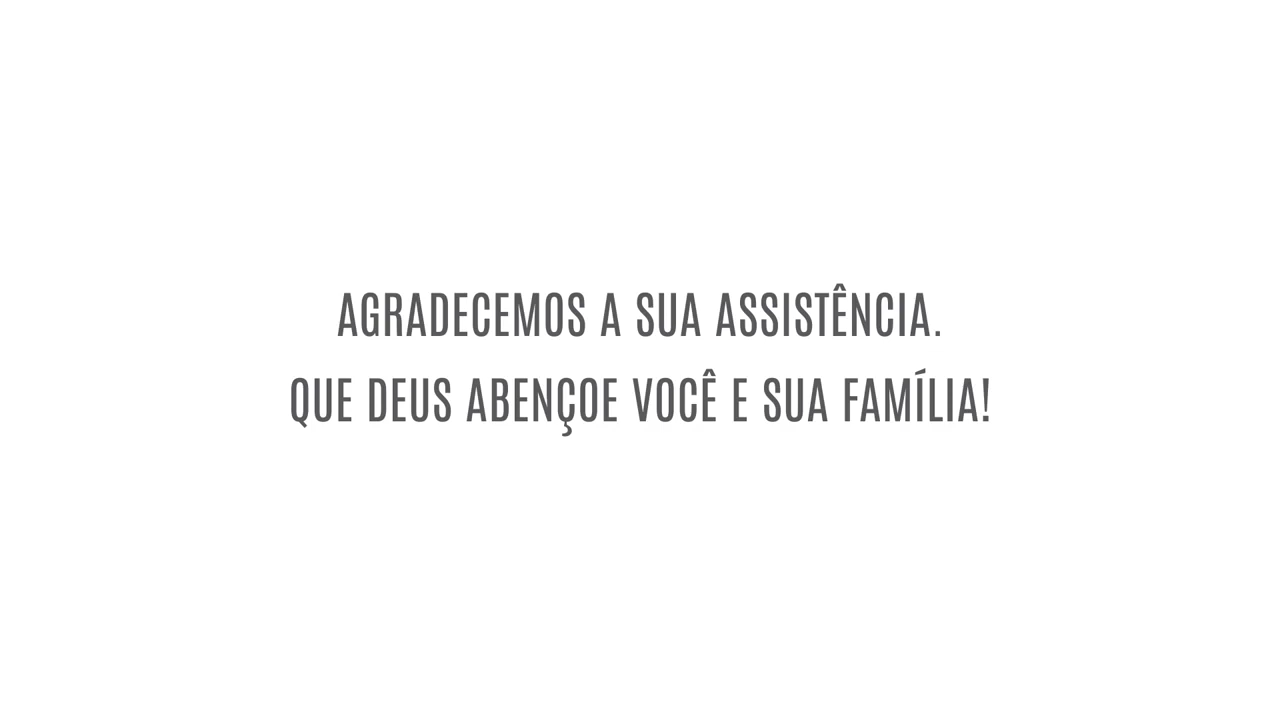 AGRADECEMOS A SUA ASSISTÊNCIA.
QUE DEUS ABENÇOE VOCÊ E SUA FAMÍLIA!